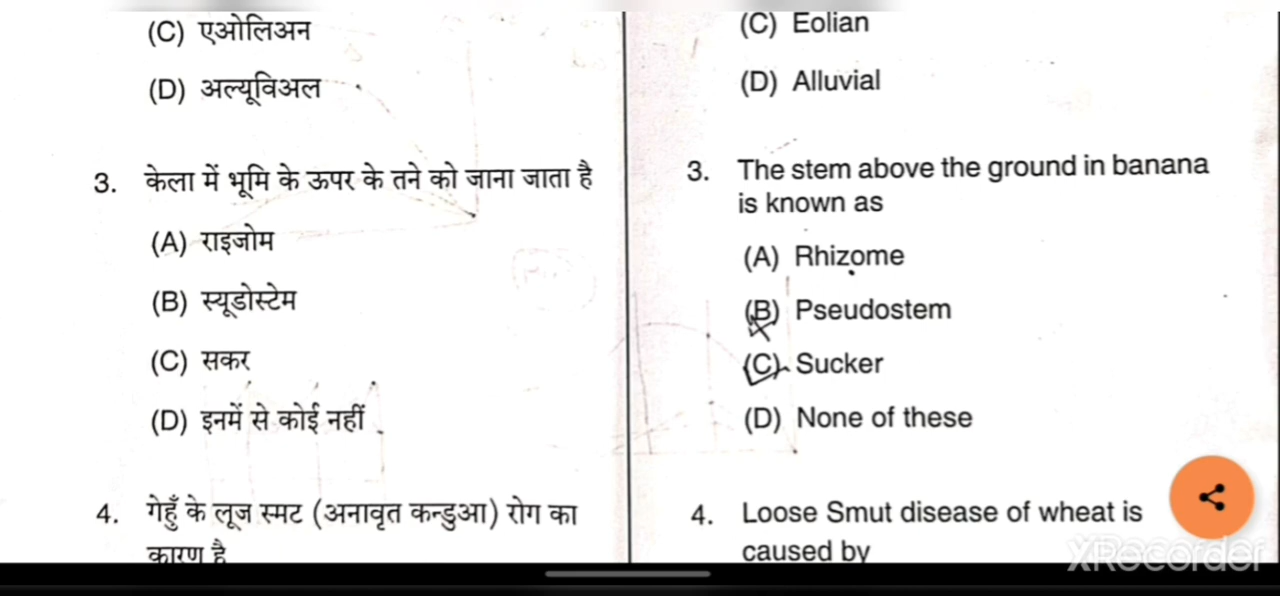 (C) एओलिअन
(D) अल्यूविअल
3. केला में भूमि के ऊपर के तने को जाना जाता है
(A) राइजोम
(B) स्यूडोस्टेम
(C) सकर
(D) इनमें से कोई नहीं
4. गेहूँ के लूज स्मट (अनावृत कन्डुआ) रोग का
कारण है
(C) Eolian
(D) Alluvial
3. The stem above the ground in banana
is known as
(A) Rhizome
(B) Pseudostem
(C) Sucker
(D) None of these
4. Loose Smut disease of wheat is
caused by
XRecorder